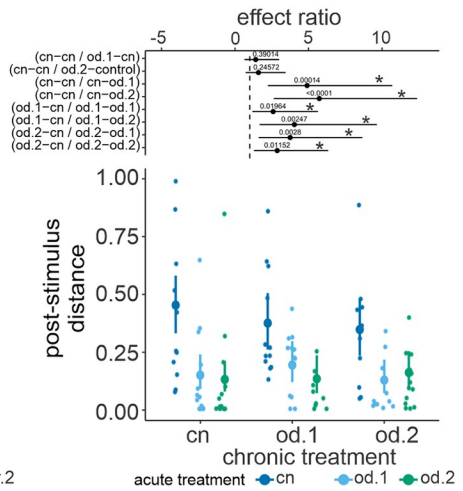 effect ratio
-5 0 5 10
(cn−cn / od.1−cn) 0.39014
(cn−cn / od.2−control) 0.24572
(cn−cn / cn−od.1) 0.00014 *
(cn−cn / cn−od.2) <0.0001 *
(od.1−cn / od.1−od.1) 0.01964 *
(od.1−cn / od.1−od.2) 0.00247 *
(od.2−cn / od.2−od.1) 0.0028 *
(od.2−cn / od.2−od.2) 0.01152 *
post-stimulus
distance
1.00
0.75
0.50
0.25
0.00
cn od.1 od.2
chronic treatment
.2 acute treatment cn od.1 od.2